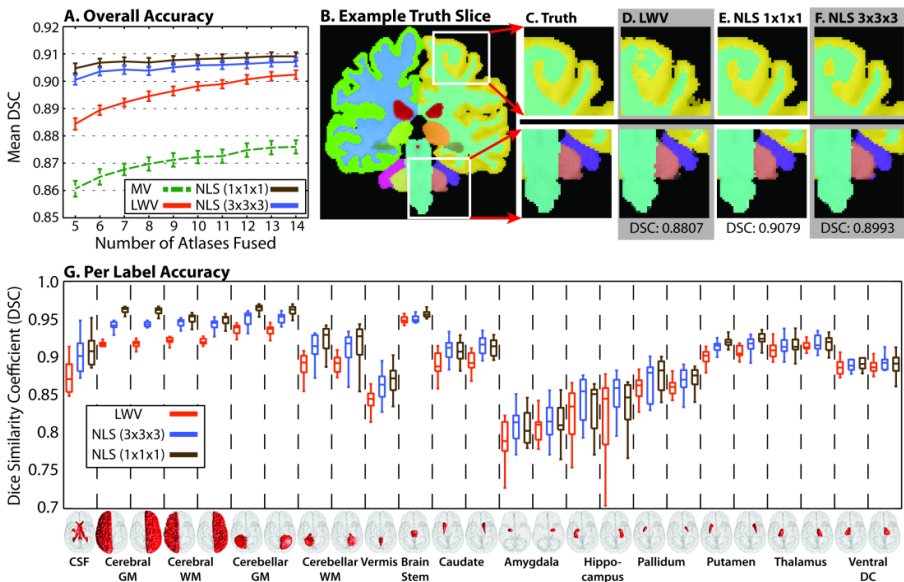 A. Overall Accuracy
B. Example Truth Slice
C. Truth
D. LWV
E. NLS 1x1x1
F. NLS 3x3x3
0.92
0.91
0.90
0.89
0.88
0.87
0.86
0.85
Mean DSC
MV
NLS (1x1x1)
LWV
NLS (3x3x3)
5 6 7 8 9 10 11 12 13 14
Number of Atlases Fused
DSC: 0.8807
DSC: 0.9079
DSC: 0.8993
G. Per Label Accuracy
Dice Similarity Coefficient (DSC)
1.0
0.95
0.9
0.85
0.8
0.75
0.7
LWV
NLS (3x3x3)
NLS (1x1x1)
CSF
Cerebral
GM
Cerebral
WM
Cerebellar
GM
Cerebellar
WM
Vermis
Brain
Stem
Caudate
Amygdala
Hippo-
campus
Pallidum
Putamen
Thalamus
Ventral
DC